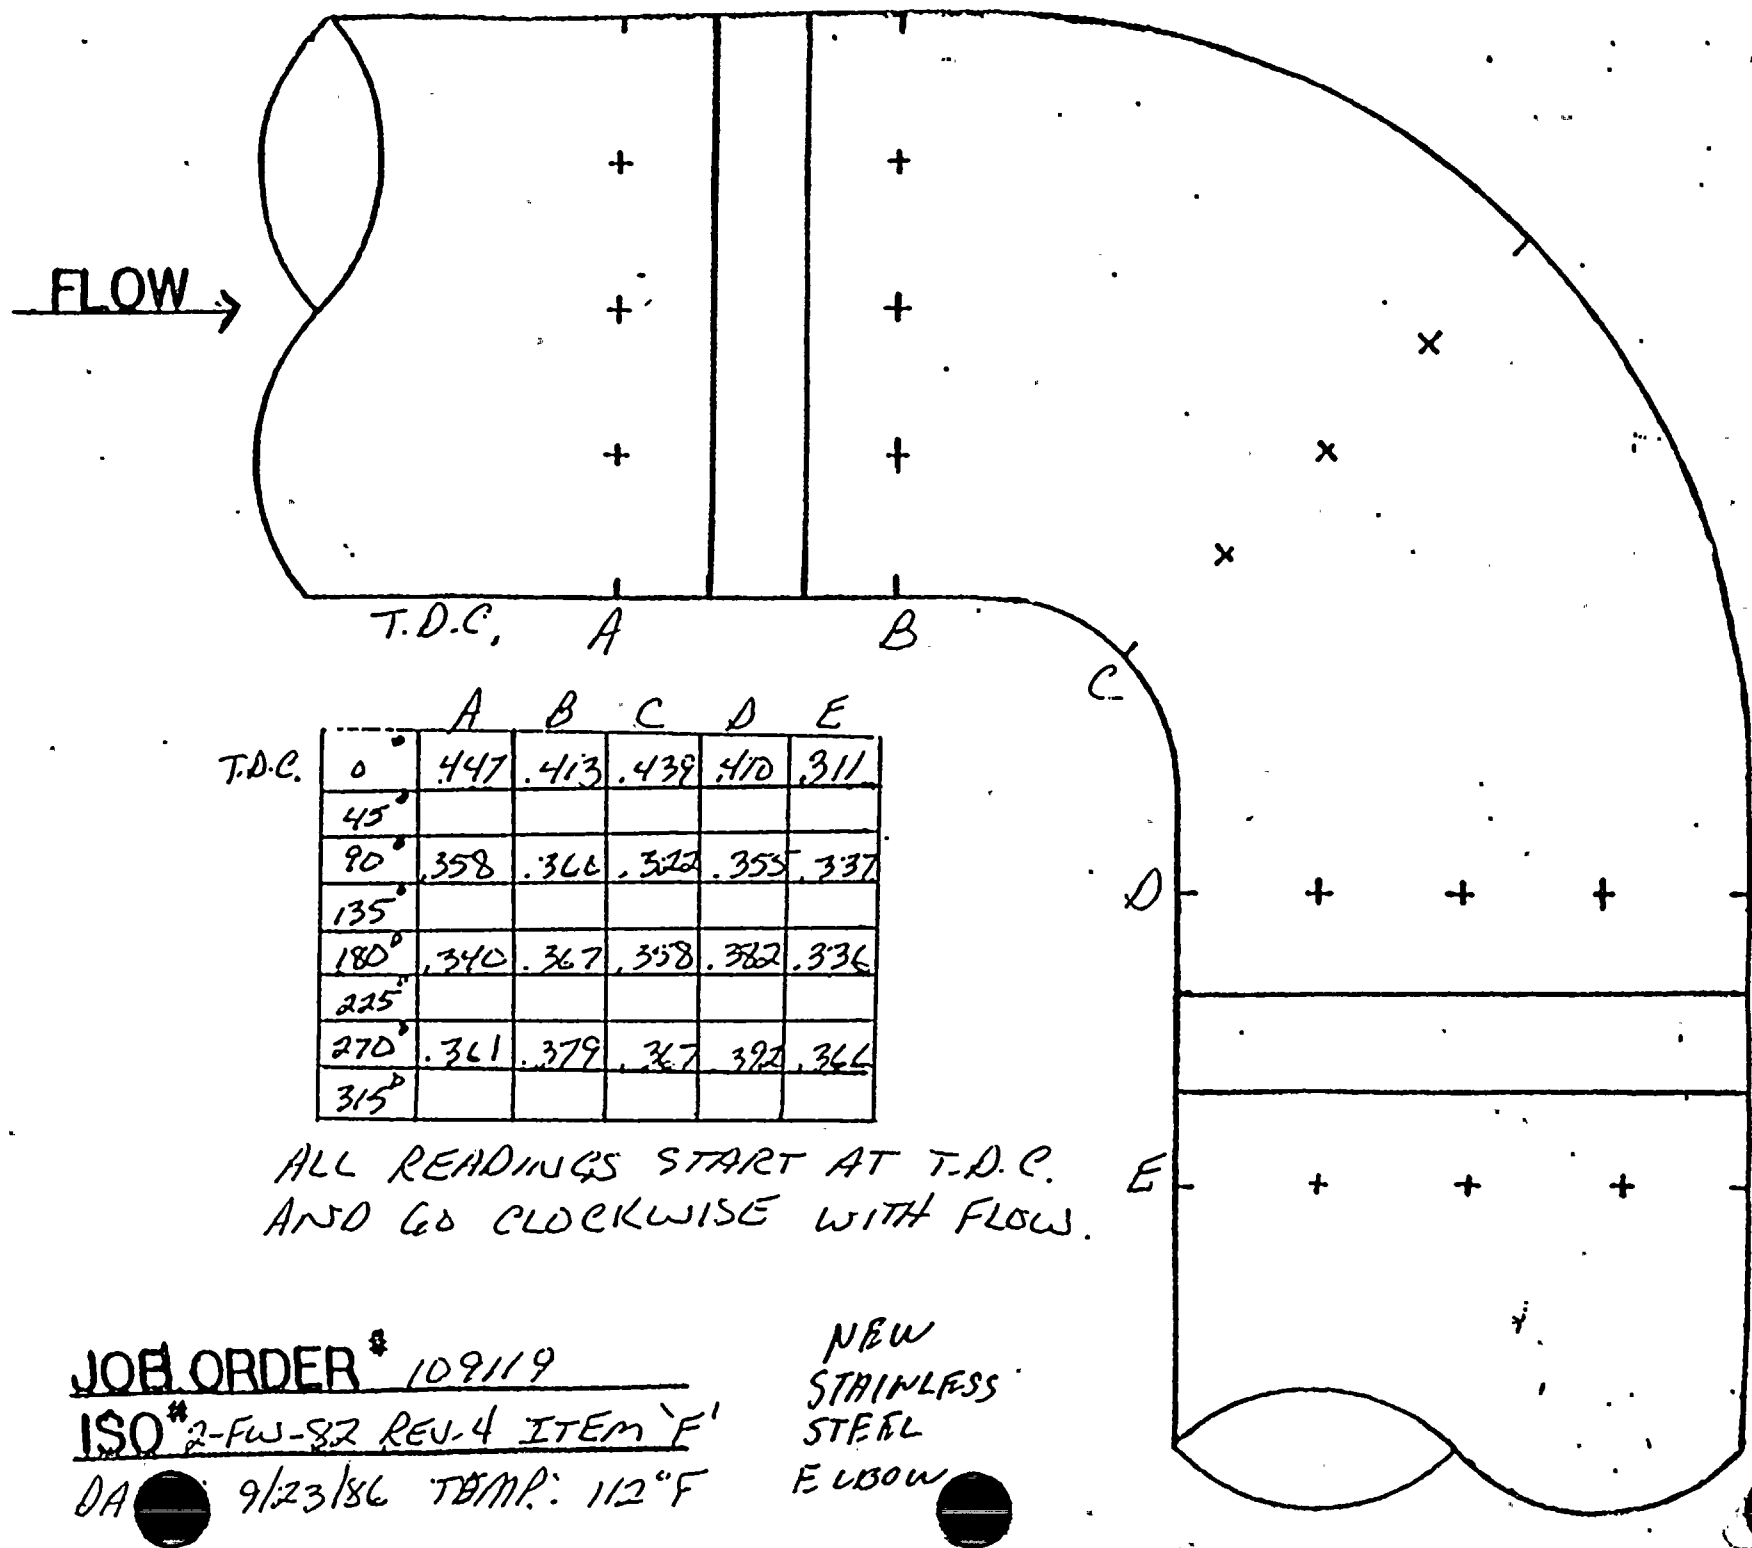 FLOW
T.D.C. A B
C
A B C D E
T.D.C. 0° .447 .413 .439 .410 .311
45°
90° .358 .366 .322 .355 .337
135°
180° .340 .367 .358 .382 .336
225°
270° .361 .379 .367 .392 .366
315°
D
E
ALL READINGS START AT T.D.C.
AND GO CLOCKWISE WITH FLOW.
JOB ORDER # 109119
ISO # 2-FW-82 REV-4 ITEM 'F'
DA 9/23/86 TEMP: 112°F
NEW
STAINLESS
STEEL
ELBOW